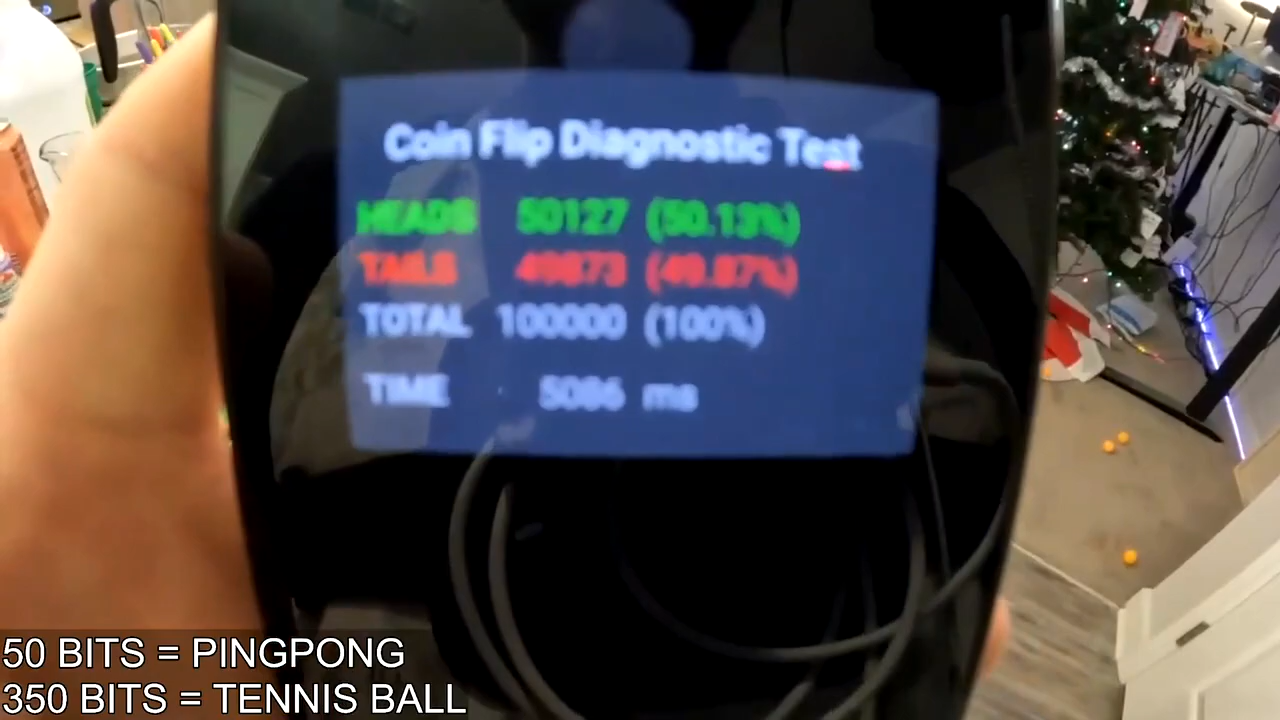 Coin Flip Diagnostic Test
HEADS 50127 (50.13%)
TAILS 49873 (49.87%)
TOTAL 100000 (100%)
TIME 5086 ms
50 BITS = PINGPONG
350 BITS = TENNIS BALL